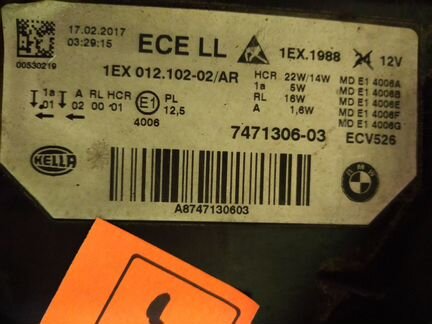 17.02.2017
03:29:15
00530219
ECE LL
1EX.1988 24 12V
1EX 012.102-02/AR
HCR 22W/14W MD E1 4006A
1a 5W MD E1 4006B
RL 16W MD E1 4006E
A 1,6W MD E1 4006F
MD E1 4006G
1a A RL HCR
01 02 00 01
E1
4006
PL
12,5
7471306-03
ECV526
HELLA
BMW
A8747130603